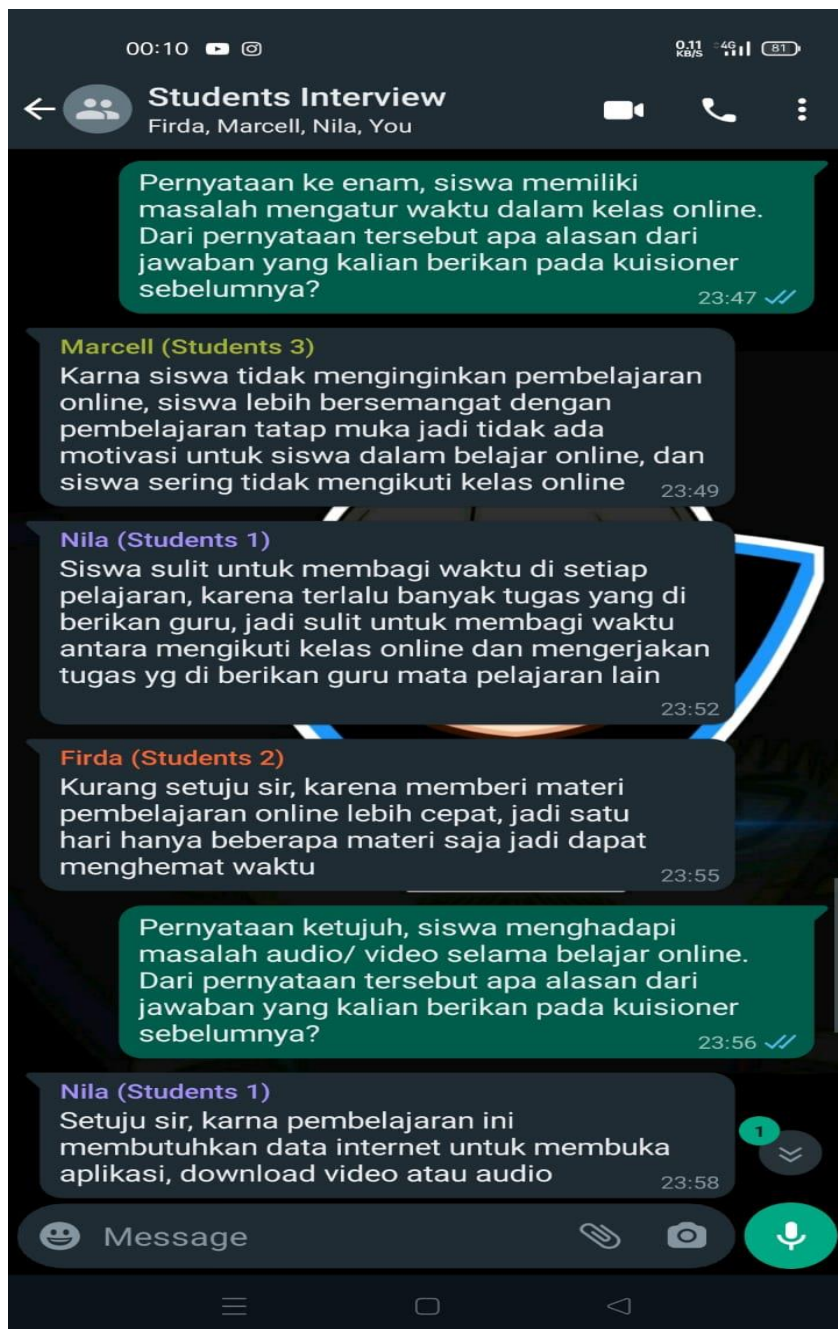 00:10
0.11 KB/S 4G 81
Students Interview
Firda, Marcell, Nila, You
Pernyataan ke enam, siswa memiliki
masalah mengatur waktu dalam kelas online.
Dari pernyataan tersebut apa alasan dari
jawaban yang kalian berikan pada kuisioner
sebelumnya?
23:47
Marcell (Students 3)
Karna siswa tidak menginginkan pembelajaran
online, siswa lebih bersemangat dengan
pembelajaran tatap muka jadi tidak ada
motivasi untuk siswa dalam belajar online, dan
siswa sering tidak mengikuti kelas online
23:49
Nila (Students 1)
Siswa sulit untuk membagi waktu di setiap
pelajaran, karena terlalu banyak tugas yang di
berikan guru, jadi sulit untuk membagi waktu
antara mengikuti kelas online dan mengerjakan
tugas yg di berikan guru mata pelajaran lain
23:52
Firda (Students 2)
Kurang setuju sir, karena memberi materi
pembelajaran online lebih cepat, jadi satu
hari hanya beberapa materi saja jadi dapat
menghemat waktu
23:55
Pernyataan ketujuh, siswa menghadapi
masalah audio/ video selama belajar online.
Dari pernyataan tersebut apa alasan dari
jawaban yang kalian berikan pada kuisioner
sebelumnya?
23:56
Nila (Students 1)
Setuju sir, karna pembelajaran ini
membutuhkan data internet untuk membuka
aplikasi, download video atau audio
23:58
1
Message